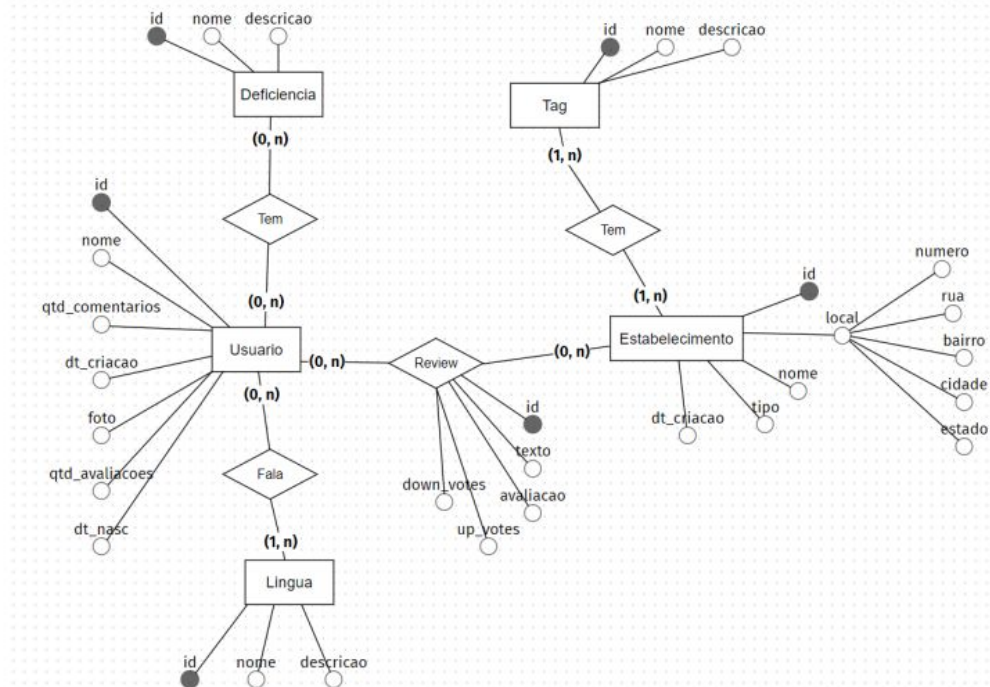 id
nome
descricao
Deficiencia
(0, n)
Tem
(0, n)
id
nome
descricao
Tag
(1, n)
Tem
(1, n)
id
nome
qtd_comentarios
dt_criacao
foto
qtd_avaliacoes
dt_nasc
Usuario
(0, n)
Review
(0, n)
id
texto
avaliacao
up_votes
down_votes
Estabelecimento
id
local
numero
rua
bairro
cidade
estado
nome
tipo
dt_criacao
(0, n)
Fala
(1, n)
Lingua
id
nome
descricao